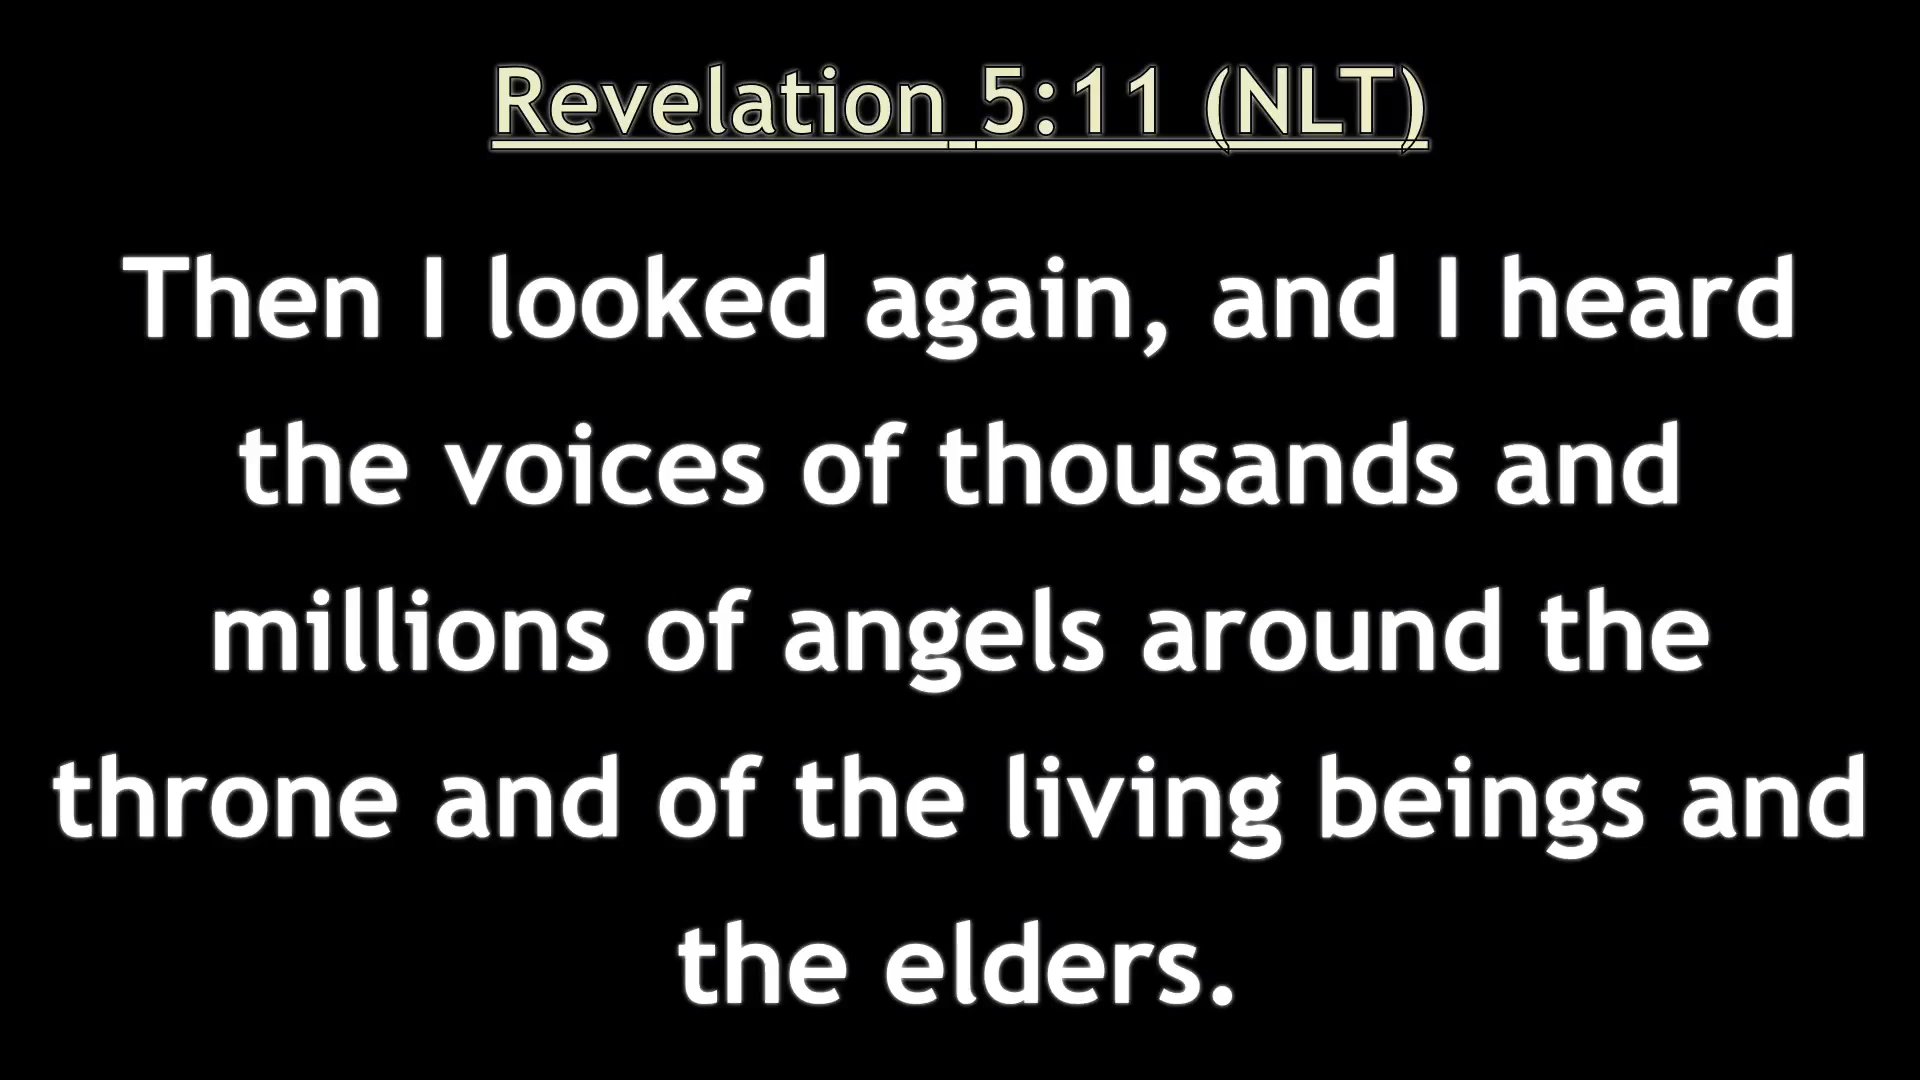 Revelation 5:11 (NLT)
Then I looked again, and I heard
the voices of thousands and
millions of angels around the
throne and of the living beings and
the elders.